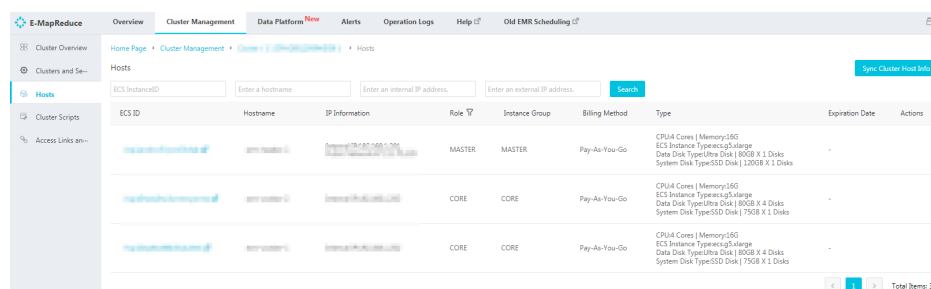 E-MapReduce Overview Cluster Management Data Platform New Alerts Operation Logs Help Old EMR Scheduling
Cluster Overview
Home Page Cluster Management Hosts
Clusters and Se···
Hosts
Sync Cluster Host Info
Hosts
ECS InstanceID Enter a hostname Enter an internal IP address. Enter an external IP address. Search
Cluster Scripts
ECS ID Hostname IP Information Role Instance Group Billing Method Type Expiration Date Actions
Access Links an···
MASTER MASTER Pay-As-You-Go -
CPU:4 Cores | Memory:16G
ECS Instance Type:ecs.g5.xlarge
Data Disk Type:Ultra Disk | 80GB X 1 Disks
System Disk Type:SSD Disk | 120GB X 1 Disks
CORE CORE Pay-As-You-Go -
CPU:4 Cores | Memory:16G
ECS Instance Type:ecs.g5.xlarge
Data Disk Type:Ultra Disk | 80GB X 4 Disks
System Disk Type:SSD Disk | 75GB X 1 Disks
CORE CORE Pay-As-You-Go -
CPU:4 Cores | Memory:16G
ECS Instance Type:ecs.g5.xlarge
Data Disk Type:Ultra Disk | 80GB X 4 Disks
System Disk Type:SSD Disk | 75GB X 1 Disks
< 1 > Total Items: 3